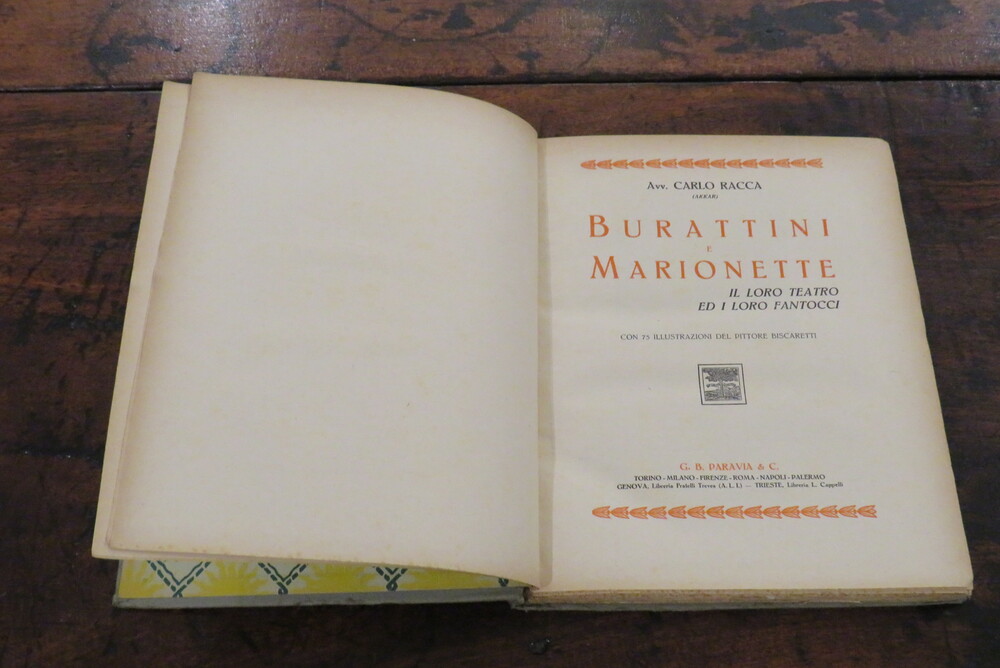 Avv. CARLO RACCA
(AKKAR)
BURATTINI
E
MARIONETTE
IL LORO TEATRO
ED I LORO FANTOCCI
CON 75 ILLUSTRAZIONI DEL PITTORE BISCARETTI
G. B. PARAVIA & C.
TORINO - MILANO - FIRENZE - ROMA - NAPOLI - PALERMO
GENOVA, Libreria Fratelli Treves (A. L. I.) — TRIESTE, Libreria L. Cappelli